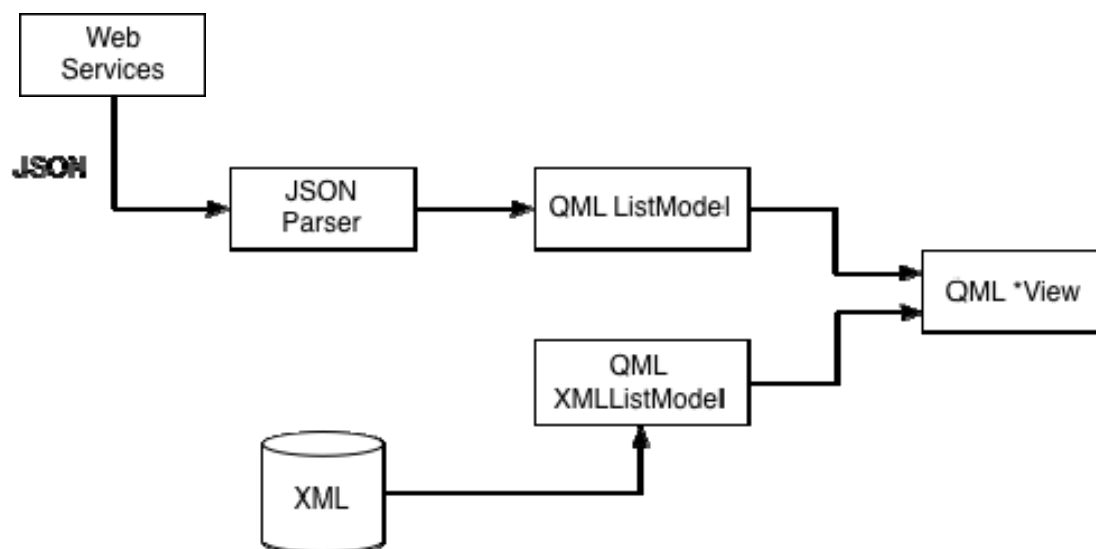 Web
Services
JSON
JSON
Parser
QML ListModel
QML *View
QML
XMLListModel
XML